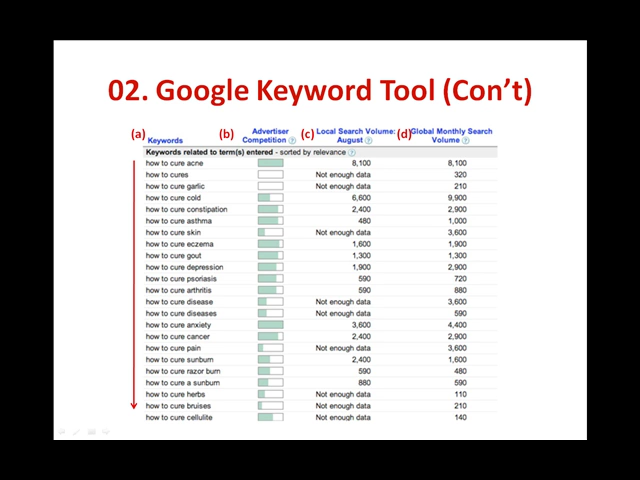 02. Google Keyword Tool (Con't)
(a) Keywords (b) Advertiser Competition (c) Local Search Volume: August (d) Global Monthly Search Volume
Keywords related to term(s) entered - sorted by relevance
how to cure acne 8,100 8,100
how to cures Not enough data 320
how to cure garlic Not enough data 210
how to cure cold 6,600 9,900
how to cure constipation 2,400 2,900
how to cure asthma 480 1,000
how to cure skin Not enough data 3,600
how to cure eczema 1,600 1,900
how to cure gout 1,300 1,300
how to cure depression 1,900 2,900
how to cure psoriasis 590 720
how to cure arthritis 590 880
how to cure disease Not enough data 3,600
how to cure diseases Not enough data 590
how to cure anxiety 3,600 4,400
how to cure cancer 2,400 2,900
how to cure pain Not enough data 3,600
how to cure sunburn 2,400 1,600
how to cure razor burn 590 480
how to cure a sunburn 880 590
how to cure herbs Not enough data 110
how to cure bruises Not enough data 210
how to cure cellulite Not enough data 140